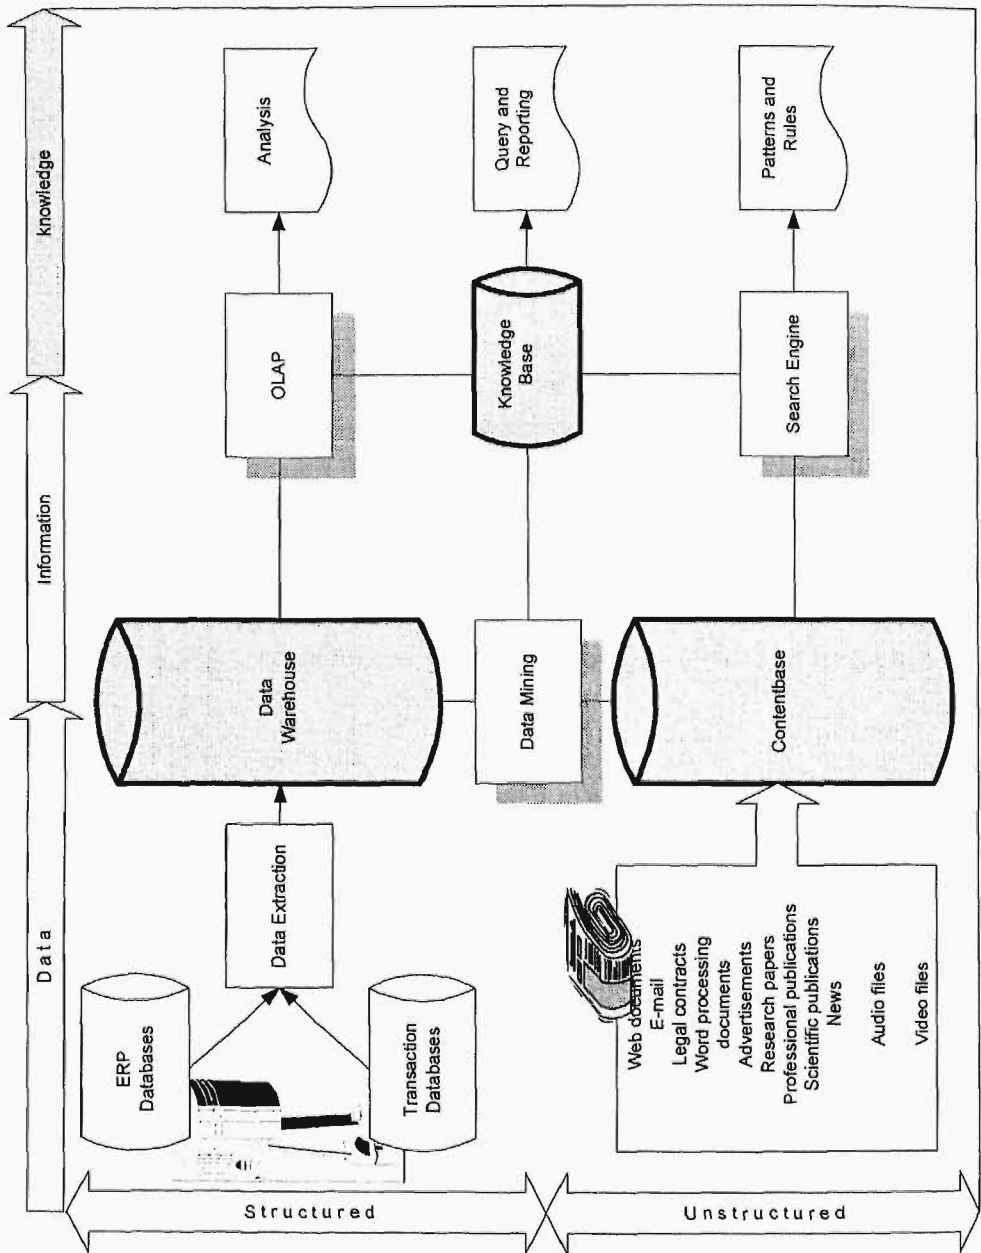 Data
Information
knowledge
Structured
Unstructured
ERP
Databases
Transaction
Databases
Data Extraction
Data
Warehouse
OLAP
Analysis
Data Mining
Knowledge
Base
Query and
Reporting
Web documents
E-mail
Legal contracts
Word processing
documents
Advertisements
Research papers
Professional publications
Scientific publications
News
Audio files
Video files
Contentbase
Search Engine
Patterns and
Rules